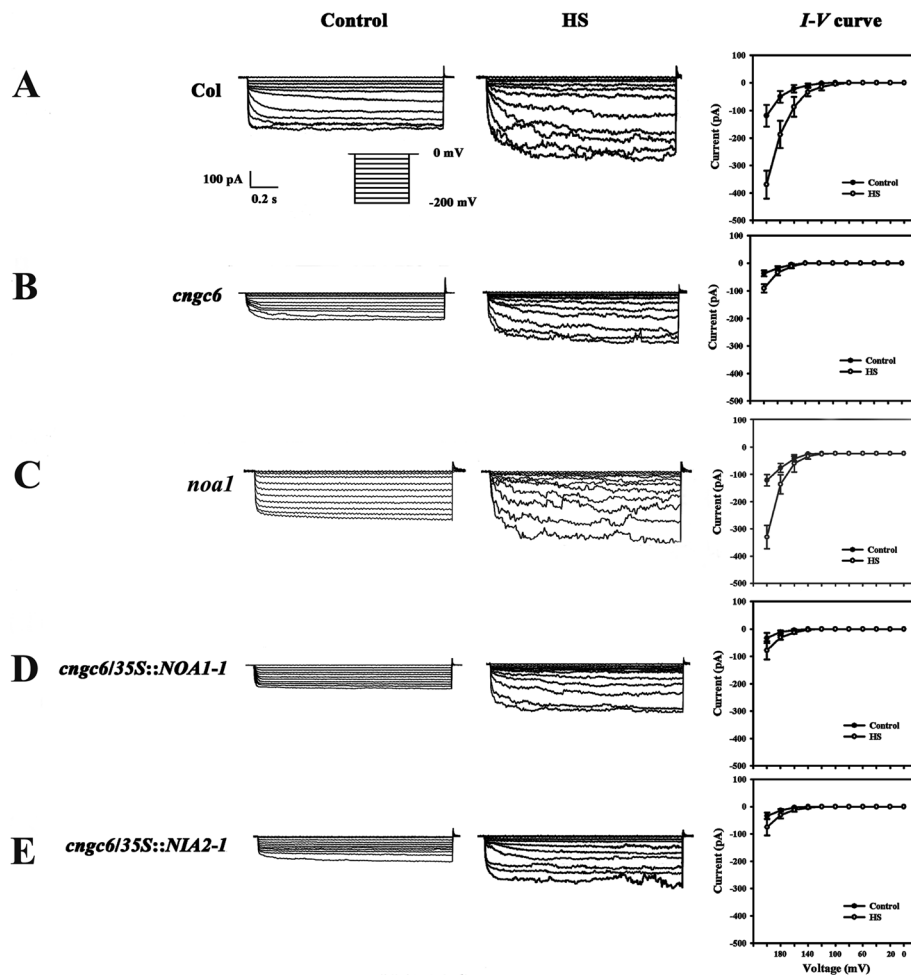 Control HS I-V curve
A
Col
0 mV
-200 mV
100 pA
0.2 s
100
0
-100
-200
-300
-400
-500
Current (pA)
Control
HS
B
cngc6
100
0
-100
-200
-300
-400
-500
Current (pA)
Control
HS
C
noa1
100
0
-100
-200
-300
-400
-500
Current (pA)
Control
HS
D
cngc6/35S::NOA1-1
100
0
-100
-200
-300
-400
-500
Current (pA)
Control
HS
E
cngc6/35S::NIA2-1
100
0
-100
-200
-300
-400
-500
Current (pA)
Control
HS
180 140 100 60 20 0
Voltage (mV)